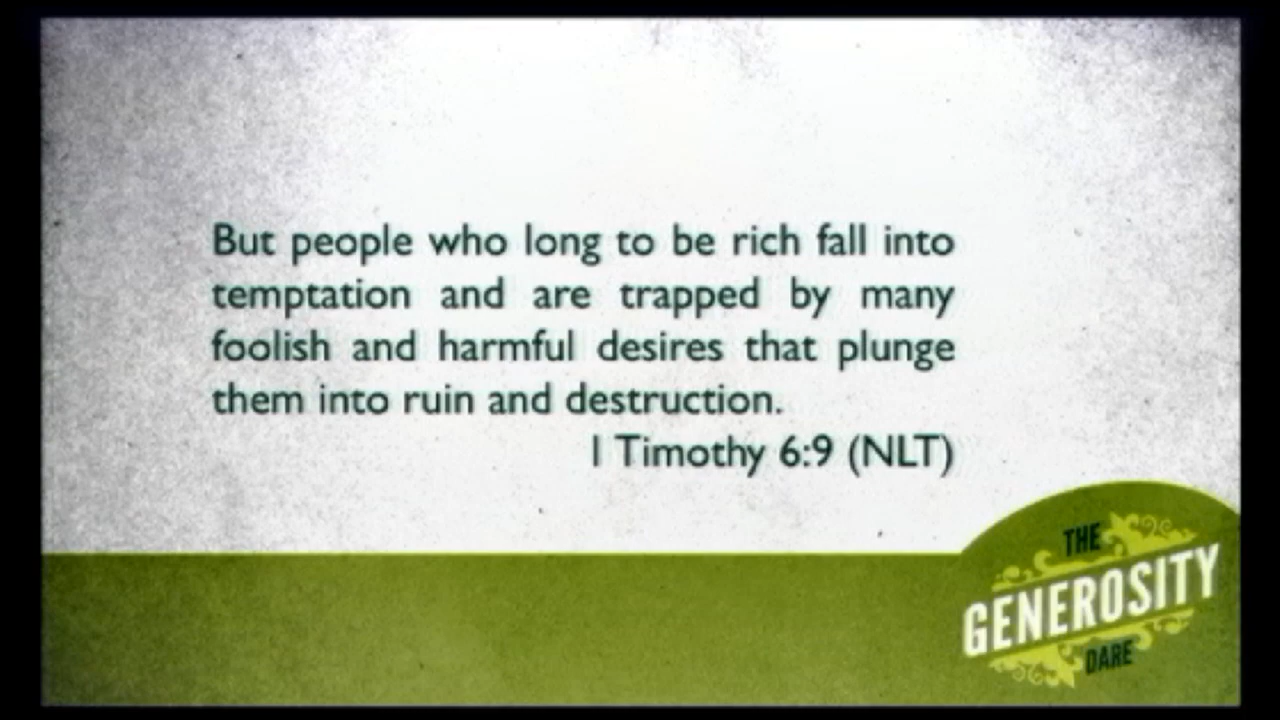 But people who long to be rich fall into
temptation and are trapped by many
foolish and harmful desires that plunge
them into ruin and destruction.
I Timothy 6:9 (NLT)
THE
GENEROSITY
DARE